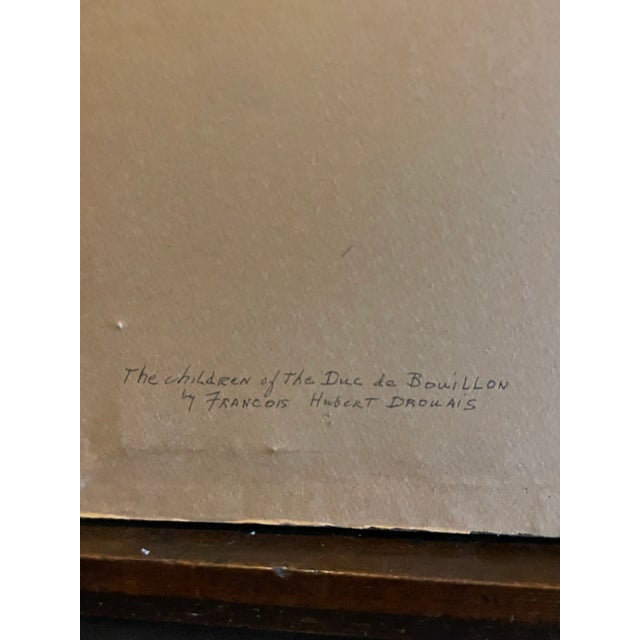 The children of the Duc de Bouillon
by Francois Hubert Drouais